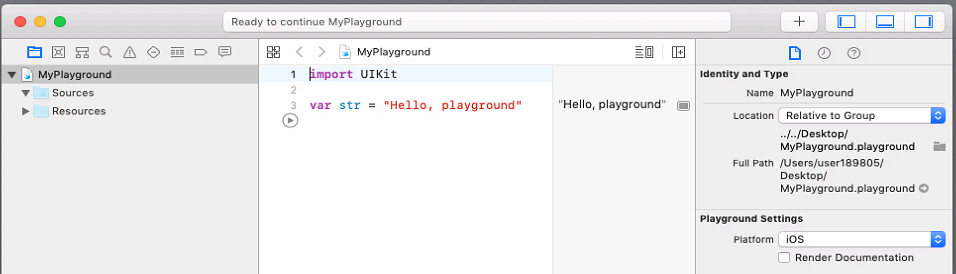 Ready to continue MyPlayground
MyPlayground
Sources
Resources
MyPlayground
1 import UIKit
2
3 var str = "Hello, playground"
"Hello, playground"
Identity and Type
Name MyPlayground
Location Relative to Group
../../Desktop/
MyPlayground.playground
Full Path /Users/user189805/
Desktop/
MyPlayground.playground
Playground Settings
Platform iOS
Render Documentation